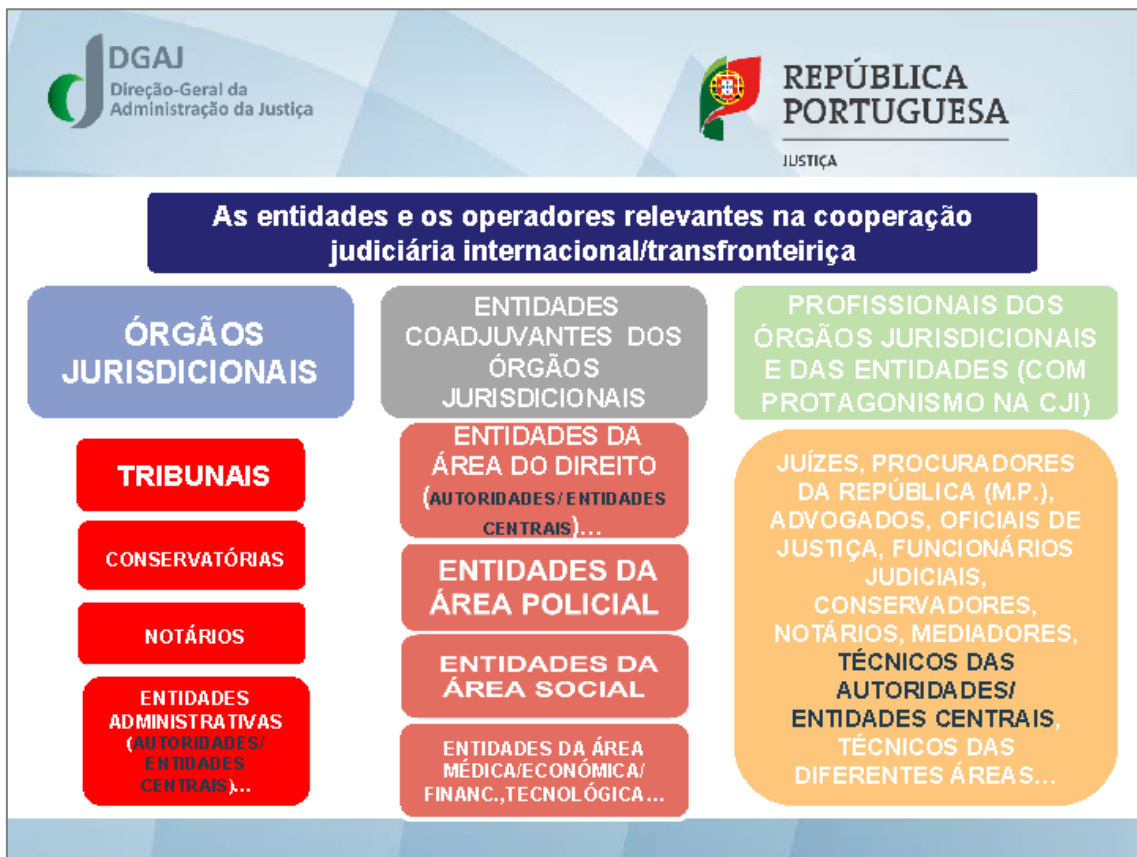 DGAJ
Direção-Geral da
Administração da Justiça
REPÚBLICA
PORTUGUESA
JUSTIÇA
As entidades e os operadores relevantes na cooperação
judiciária internacional/transfronteiriça
ÓRGÃOS
JURISDICIONAIS
TRIBUNAIS
CONSERVATÓRIAS
NOTÁRIOS
ENTIDADES
ADMINISTRATIVAS
(AUTORIDADES/
ENTIDADES
CENTRAIS)...
ENTIDADES
COADJUVANTES DOS
ÓRGÃOS
JURISDICIONAIS
ENTIDADES DA
ÁREA DO DIREITO
(AUTORIDADES/ ENTIDADES
CENTRAIS)...
ENTIDADES DA
ÁREA POLICIAL
ENTIDADES DA
ÁREA SOCIAL
ENTIDADES DA ÁREA
MÉDICA/ECONÓMICA/
FINANC.,TECNOLÓGICA...
PROFISSIONAIS DOS
ÓRGÃOS JURISDICIONAIS
E DAS ENTIDADES (COM
PROTAGONISMO NA CJI)
JUÍZES, PROCURADORES
DA REPÚBLICA (M.P.),
ADVOGADOS, OFICIAIS DE
JUSTIÇA, FUNCIONÁRIOS
JUDICIAIS,
CONSERVADORES,
NOTÁRIOS, MEDIADORES,
TÉCNICOS DAS
AUTORIDADES/
ENTIDADES CENTRAIS,
TÉCNICOS DAS
DIFERENTES ÁREAS...